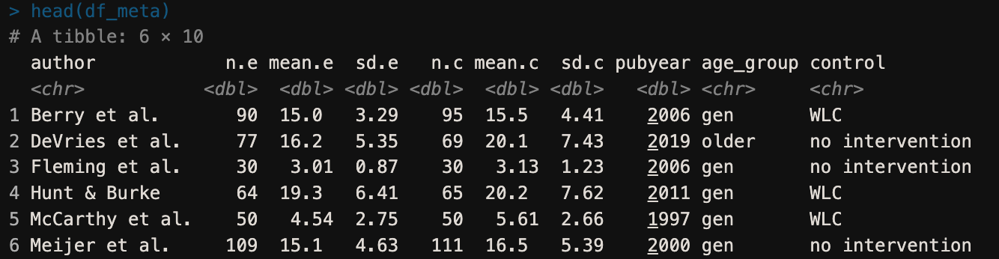 > head(df_meta)
# A tibble: 6 × 10
  author            n.e mean.e  sd.e   n.c mean.c  sd.c pubyear age_group control
  <chr>           <dbl>  <dbl> <dbl> <dbl>  <dbl> <dbl>   <dbl> <chr>     <chr>
1 Berry et al.       90  15.0   3.29    95  15.5   4.41    2006 gen       WLC
2 DeVries et al.     77  16.2   5.35    69  20.1   7.43    2019 older     no intervention
3 Fleming et al.     30   3.01  0.87    30   3.13  1.23    2006 gen       no intervention
4 Hunt & Burke       64  19.3   6.41    65  20.2   7.62    2011 gen       WLC
5 McCarthy et al.    50   4.54  2.75    50   5.61  2.66    1997 gen       WLC
6 Meijer et al.     109  15.1   4.63   111  16.5   5.39    2000 gen       no intervention